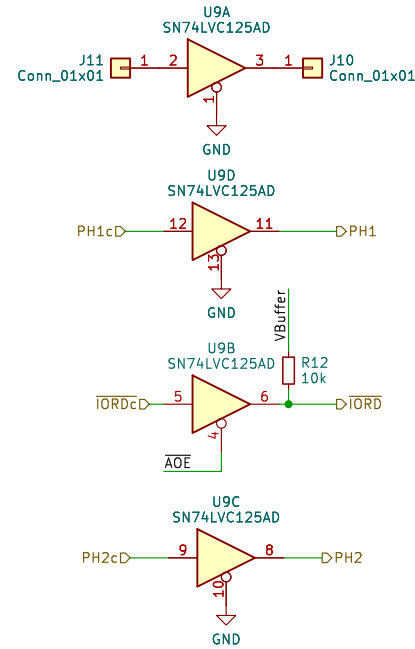 U9A
SN74LVC125AD
J11
Conn_01x01
1
2
3
1
J10
Conn_01x01
1
GND
U9D
SN74LVC125AD
PH1c
12
11
PH1
13
GND
VBuffer
U9B
SN74LVC125AD
R12
10k
IORDc
5
6
IORD
4
AOE
U9C
SN74LVC125AD
PH2c
9
8
PH2
10
GND